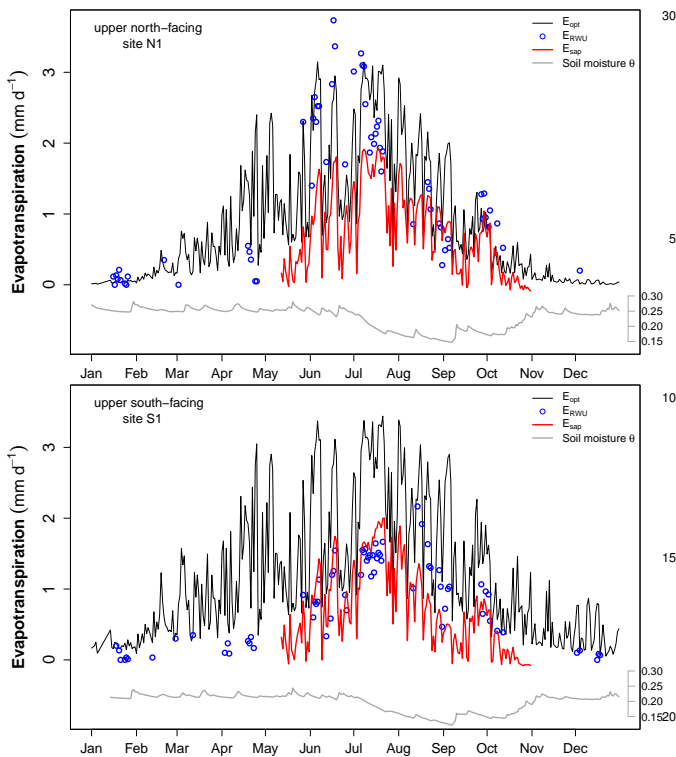 upper north−facing
site N1
E_opt
E_RWU
E_sap
Soil moisture θ
30
3
2
1
0
Evapotranspiration (mm d⁻¹)
5
0.30
0.25
0.20
0.15
Jan Mar Mar Apr May Jun Jul Aug Sep Oct Nov Dec
upper south−facing
site S1
E_opt
E_RWU
E_sap
Soil moisture θ
10
3
2
1
0
Evapotranspiration (mm d⁻¹)
15
0.30
0.25
0.20
0.15
20
Jan Mar Mar Apr May Jun Jul Aug Sep Oct Nov Dec